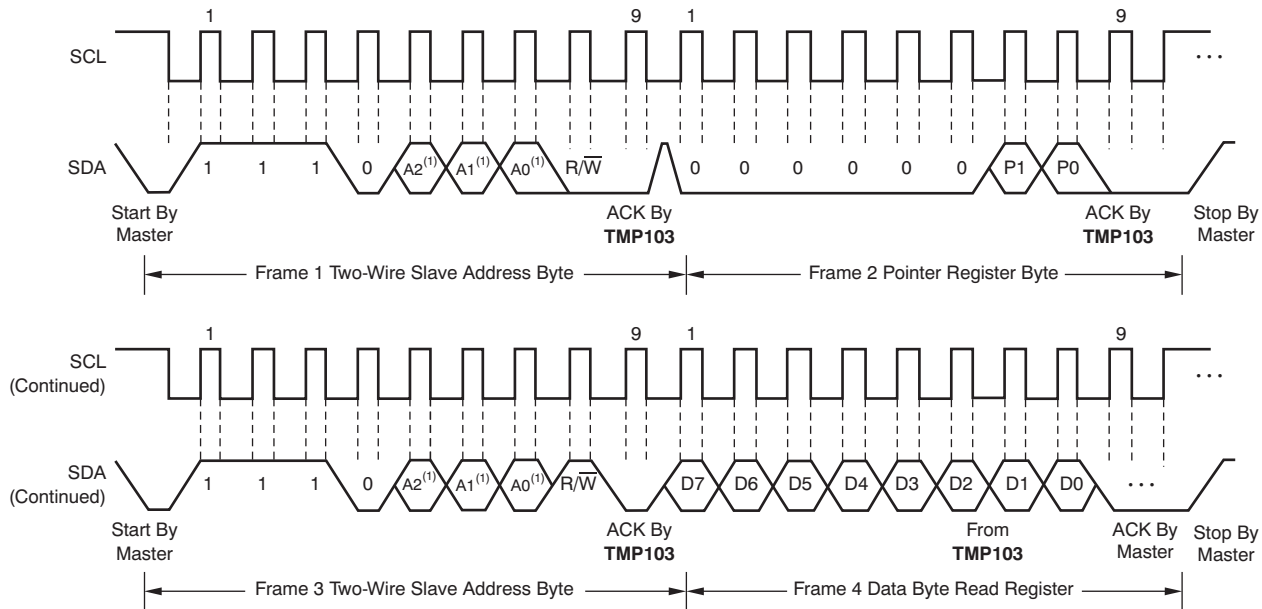 1 9 1 9
SCL ...
SDA 1 1 1 0 A2(1) A1(1) A0(1) R/W̅ 0 0 0 0 0 0 P1 P0
Start By Master
ACK By TMP103
ACK By TMP103
Stop By Master
Frame 1 Two-Wire Slave Address Byte
Frame 2 Pointer Register Byte
1 9 1 9
SCL (Continued) ...
SDA (Continued) 1 1 1 0 A2(1) A1(1) A0(1) R/W̅ D7 D6 D5 D4 D3 D2 D1 D0 ...
Start By Master
ACK By TMP103
From TMP103
ACK By Master
Stop By Master
Frame 3 Two-Wire Slave Address Byte
Frame 4 Data Byte Read Register